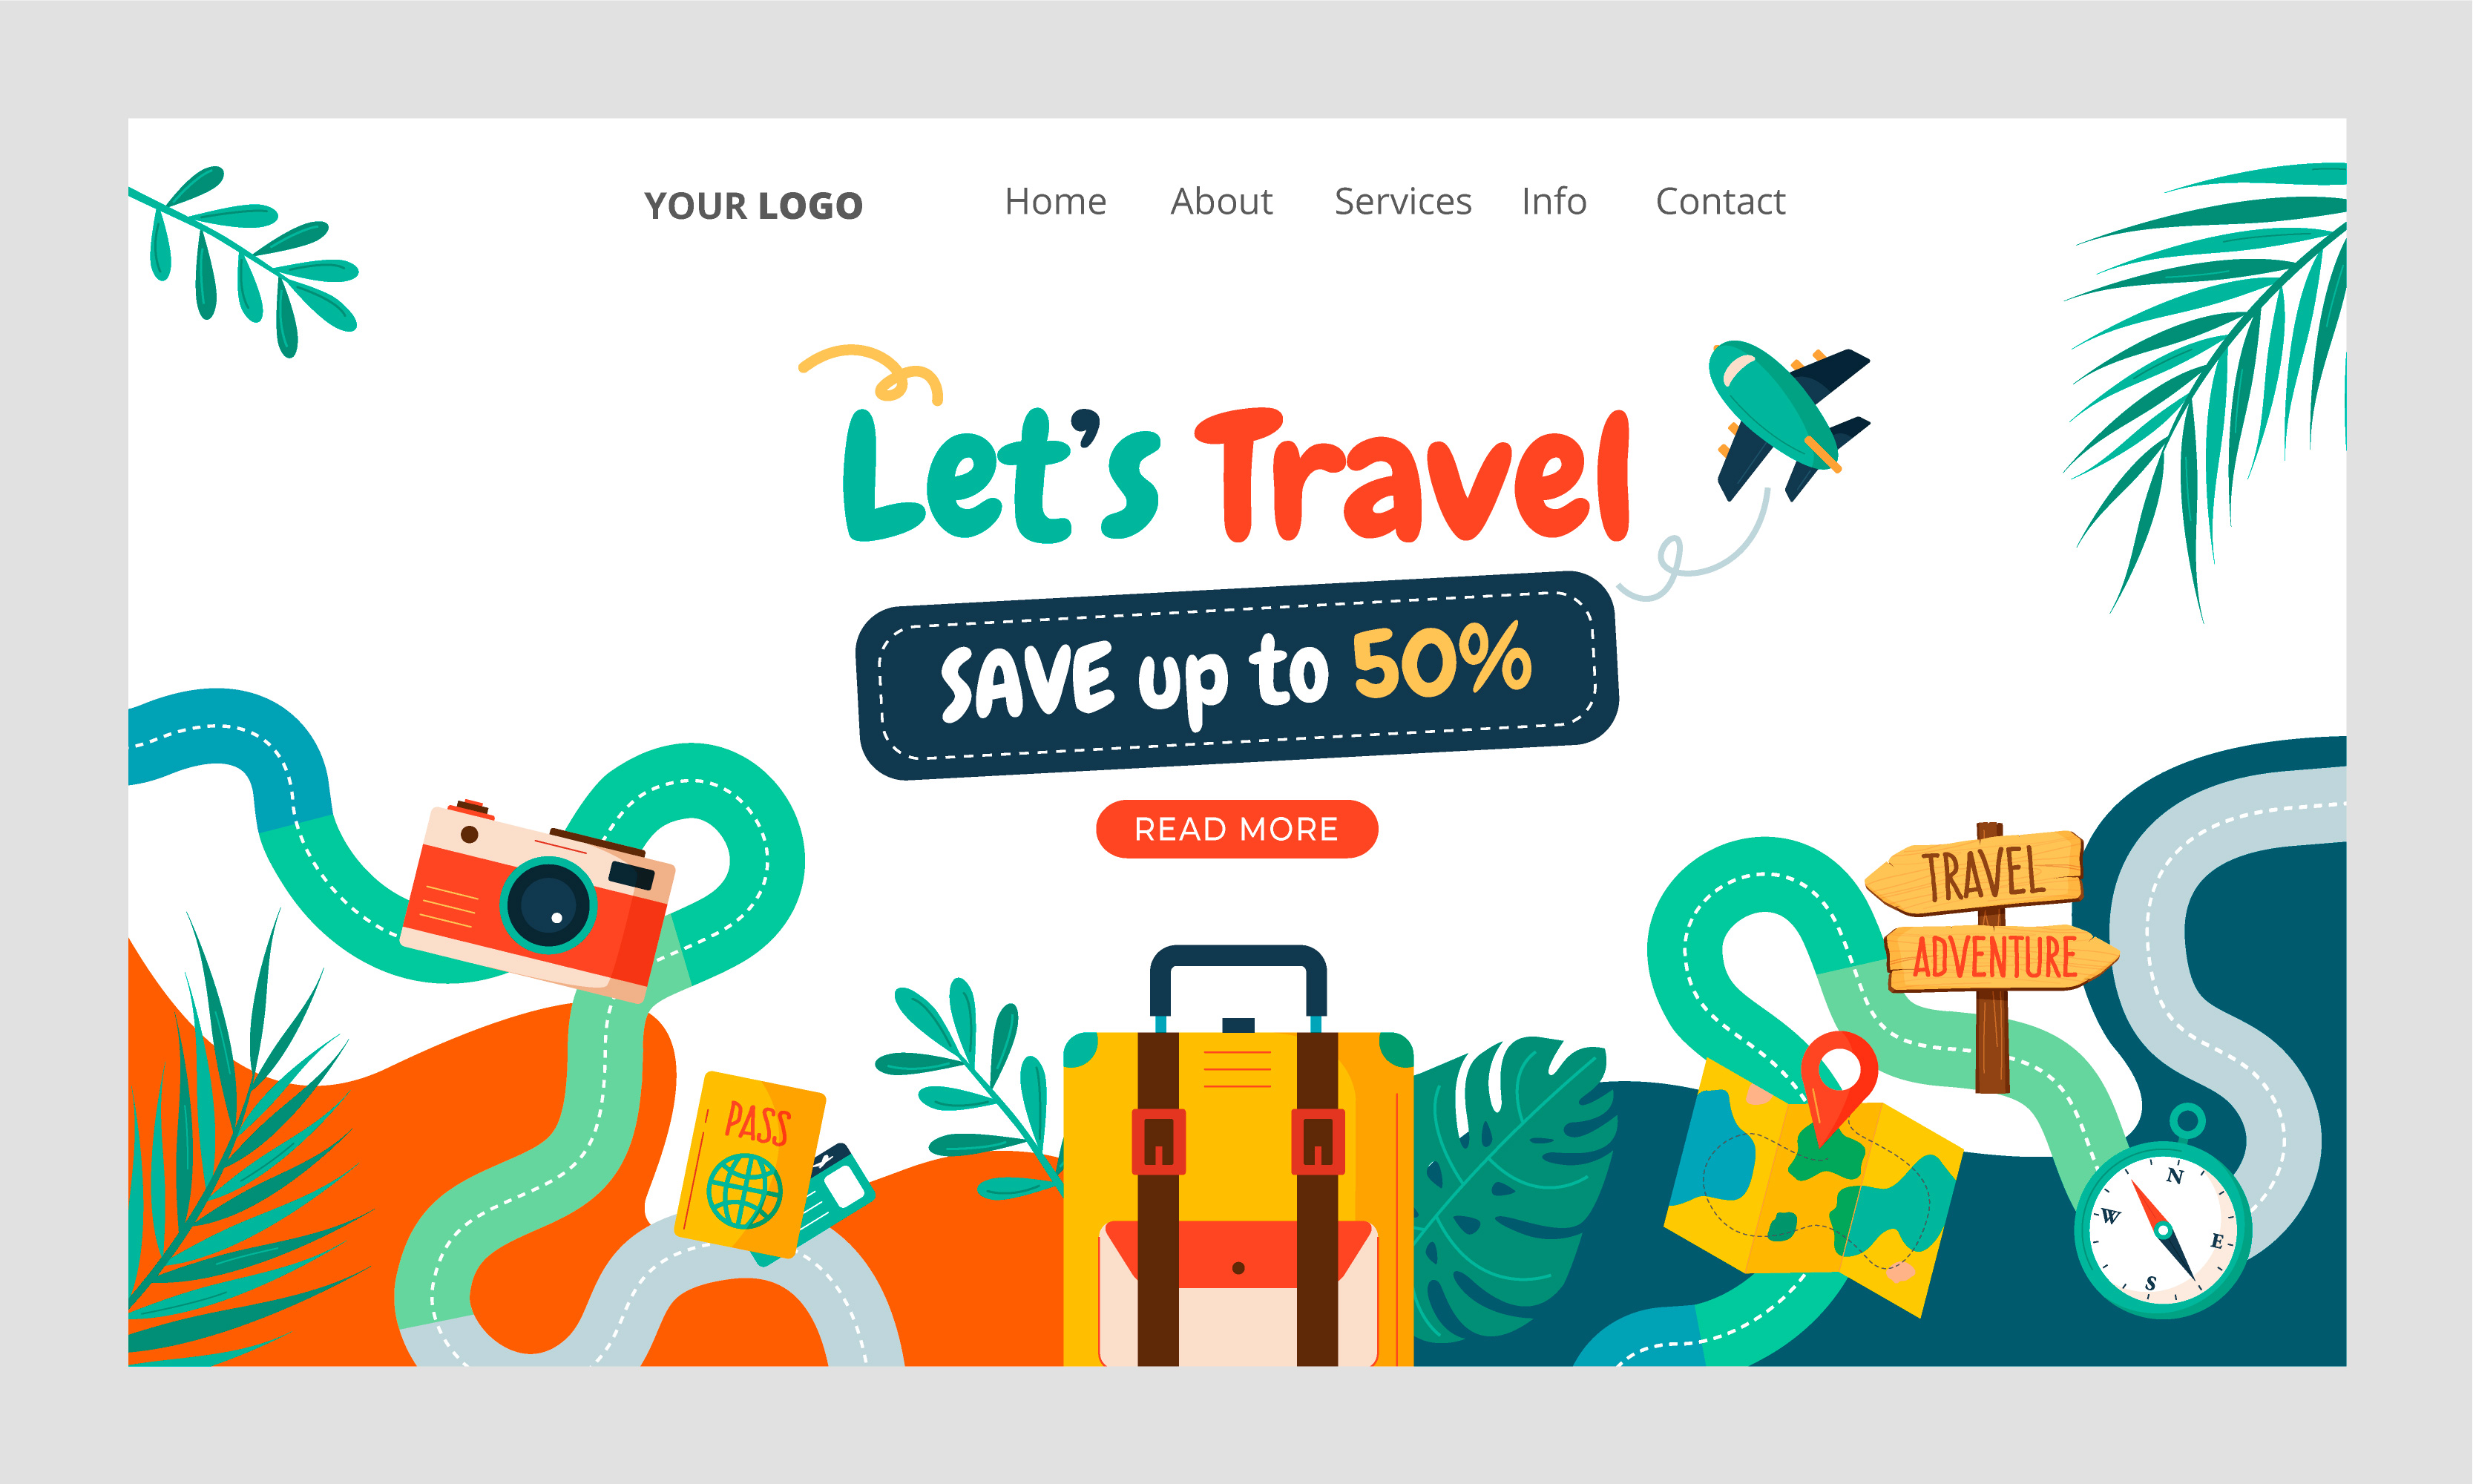 YOUR LOGO Home About Services Info Contact
Let’s Travel
SAVE up to 50%
READ MORE
TRAVEL
ADVENTURE
PASS
N
W
E
S